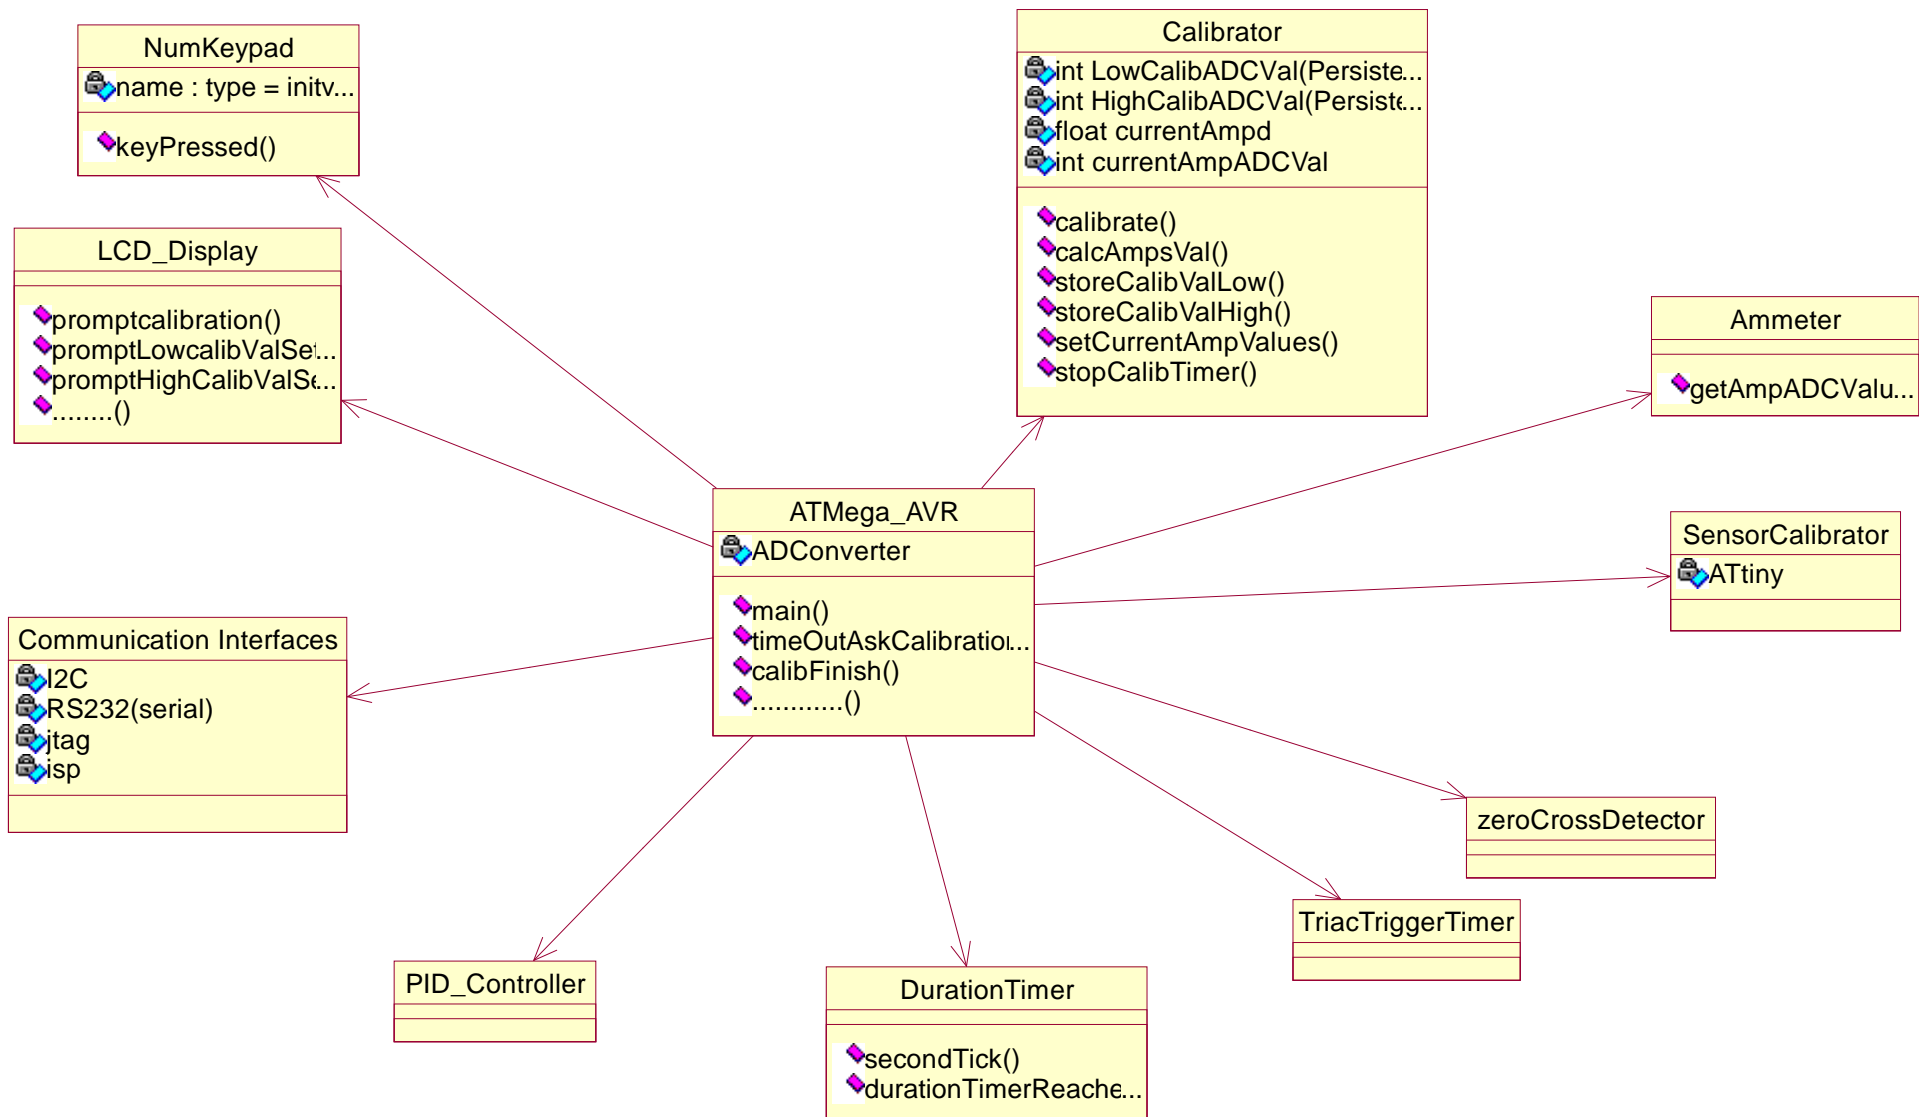 NumKeypad
name : type = initv...
keyPressed()
LCD_Display
promptcalibration()
promptLowcalibValSet...
promptHighCalibValSe...
........()
Calibrator
int LowCalibADCVal(Persiste...
int HighCalibADCVal(Persiste...
float currentAmpd
int currentAmpADCVal
calibrate()
calcAmpsVal()
storeCalibValLow()
storeCalibValHigh()
setCurrentAmpValues()
stopCalibTimer()
Ammeter
getAmpADCValu...
ATMega_AVR
ADConverter
main()
timeOutAskCalibration...
calibFinish()
............()
SensorCalibrator
ATtiny
Communication Interfaces
I2C
RS232(serial)
jtag
isp
zeroCrossDetector
TriacTriggerTimer
PID_Controller
DurationTimer
secondTick()
durationTimerReache...